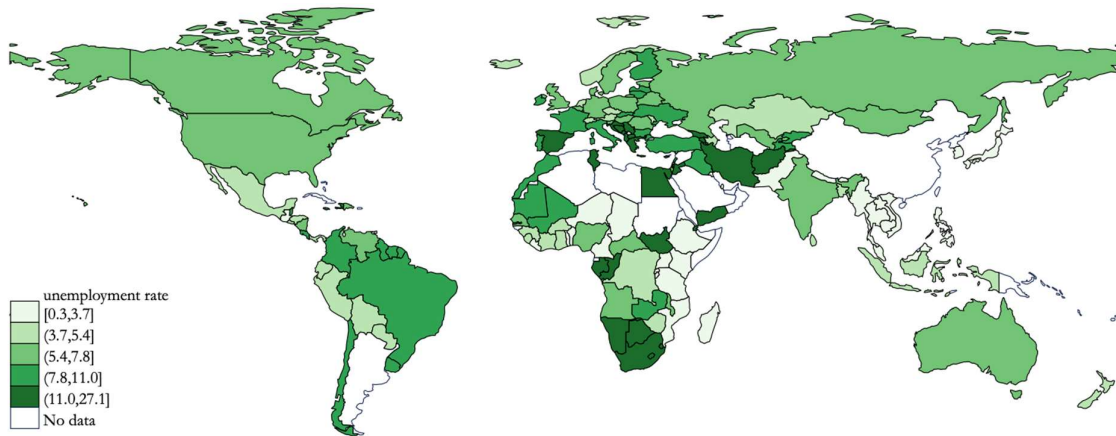 unemployment rate
[0.3,3.7]
(3.7,5.4]
(5.4,7.8]
(7.8,11.0]
(11.0,27.1]
No data